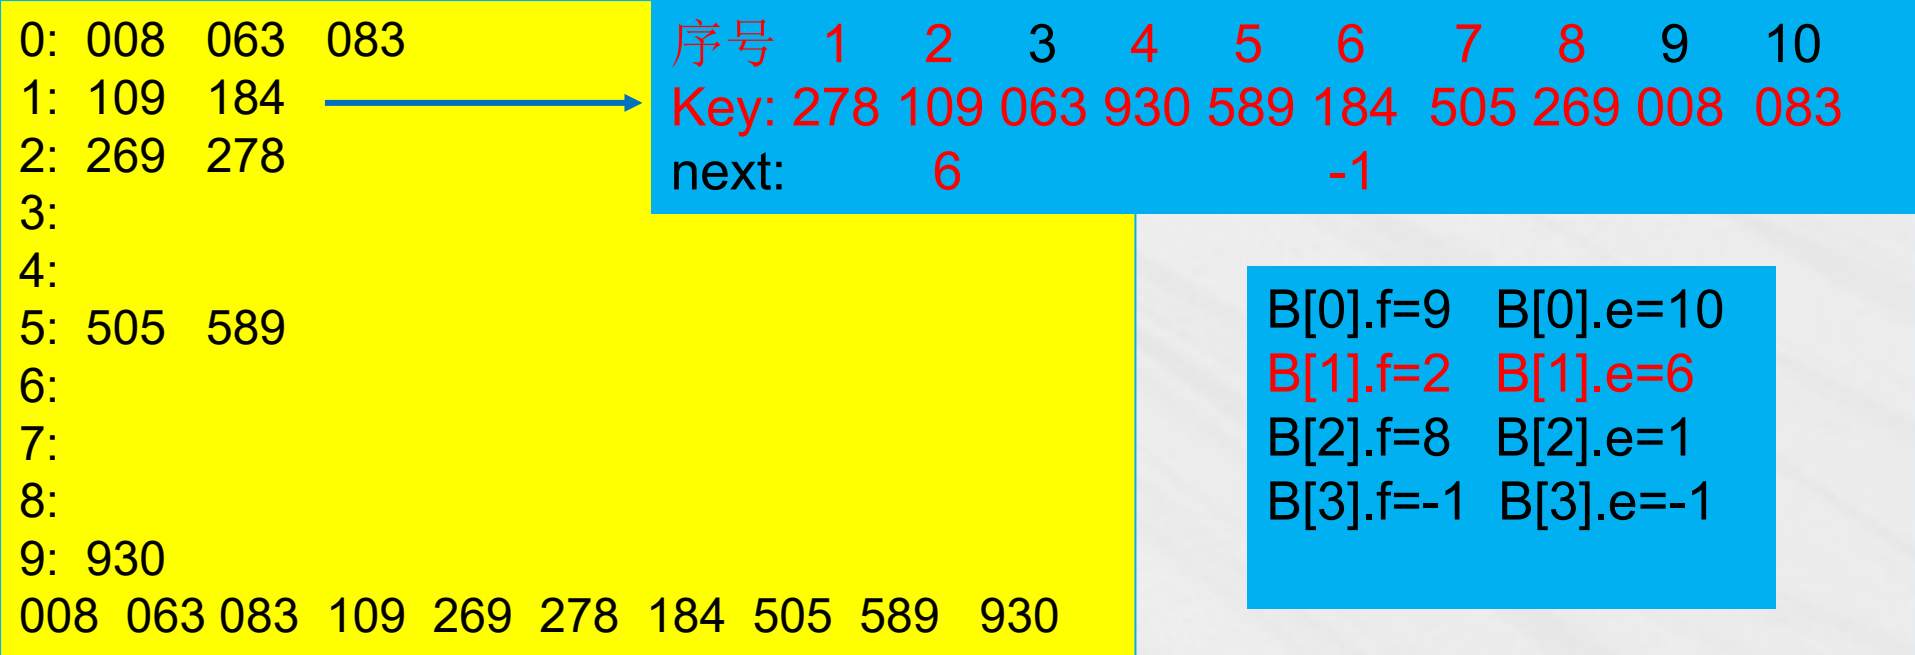 0: 008 063 083
1: 109 184
2: 269 278
3:
4:
5: 505 589
6:
7:
8:
9: 930
008 063 083 109 269 278 184 505 589 930
序号 1 2 3 4 5 6 7 8 9 10
Key: 278 109 063 930 589 184 505 269 008 083
next: 6 -1
B[0].f=9 B[0].e=10
B[1].f=2 B[1].e=6
B[2].f=8 B[2].e=1
B[3].f=-1 B[3].e=-1